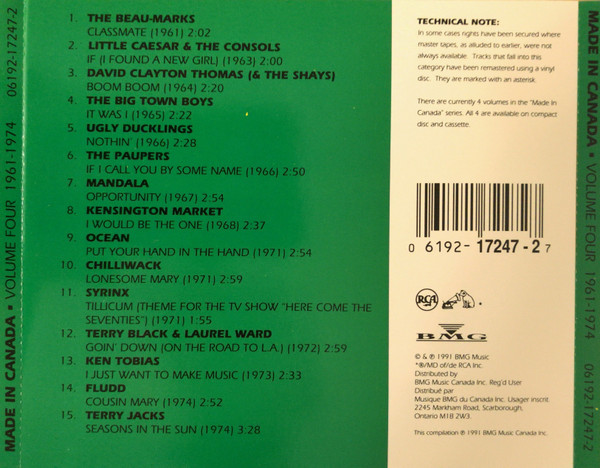 MADE IN CANADA • VOLUME FOUR 1961-1974 06192-17247-2
1. THE BEAU-MARKS
CLASSMATE (1961) 2:02
2. LITTLE CAESAR & THE CONSOLS
IF (I FOUND A NEW GIRL) (1963) 2:00
3. DAVID CLAYTON THOMAS (& THE SHAYS)
BOOM BOOM (1964) 2:20
4. THE BIG TOWN BOYS
IT WAS I (1965) 2:22
5. UGLY DUCKLINGS
NOTHIN' (1966) 2:28
6. THE PAUPERS
IF I CALL YOU BY SOME NAME (1966) 2:50
7. MANDALA
OPPORTUNITY (1967) 2:54
8. KENSINGTON MARKET
I WOULD BE THE ONE (1968) 2:37
9. OCEAN
PUT YOUR HAND IN THE HAND (1971) 2:54
10. CHILLIWACK
LONESOME MARY (1971) 2:59
11. SYRINX
TILLICUM (THEME FOR THE TV SHOW "HERE COME THE
SEVENTIES") (1971) 1:55
12. TERRY BLACK & LAUREL WARD
GOIN' DOWN (ON THE ROAD TO L.A.) (1972) 2:59
13. KEN TOBIAS
I JUST WANT TO MAKE MUSIC (1973) 2:33
14. FLUDD
COUSIN MARY (1974) 2:52
15. TERRY JACKS
SEASONS IN THE SUN (1974) 3:28
TECHNICAL NOTE:
In some cases rights have been secured where
master tapes, as alluded to earlier, were not
always available. Tracks that fall into this
category have been remastered using a vinyl
disc. They are marked with an asterisk.
There are currently 4 volumes in the "Made In
Canada" series. All 4 are available on compact
disc and cassette.
0 6192-17247-2 7
RCA
BMG
© & ℗ 1991 BMG Music
*®/MD of/de RCA Inc.
Distributed by
BMG Music Canada Inc. Reg'd User
Distribué par
Musique BMG du Canada Inc. Usager inscrit.
2245 Markham Road, Scarborough,
Ontario M1B 2W3.
This compilation ℗ 1991 BMG Music Canada Inc.
MADE IN CANADA • VOLUME FOUR 1961-1974 06192-17247-2